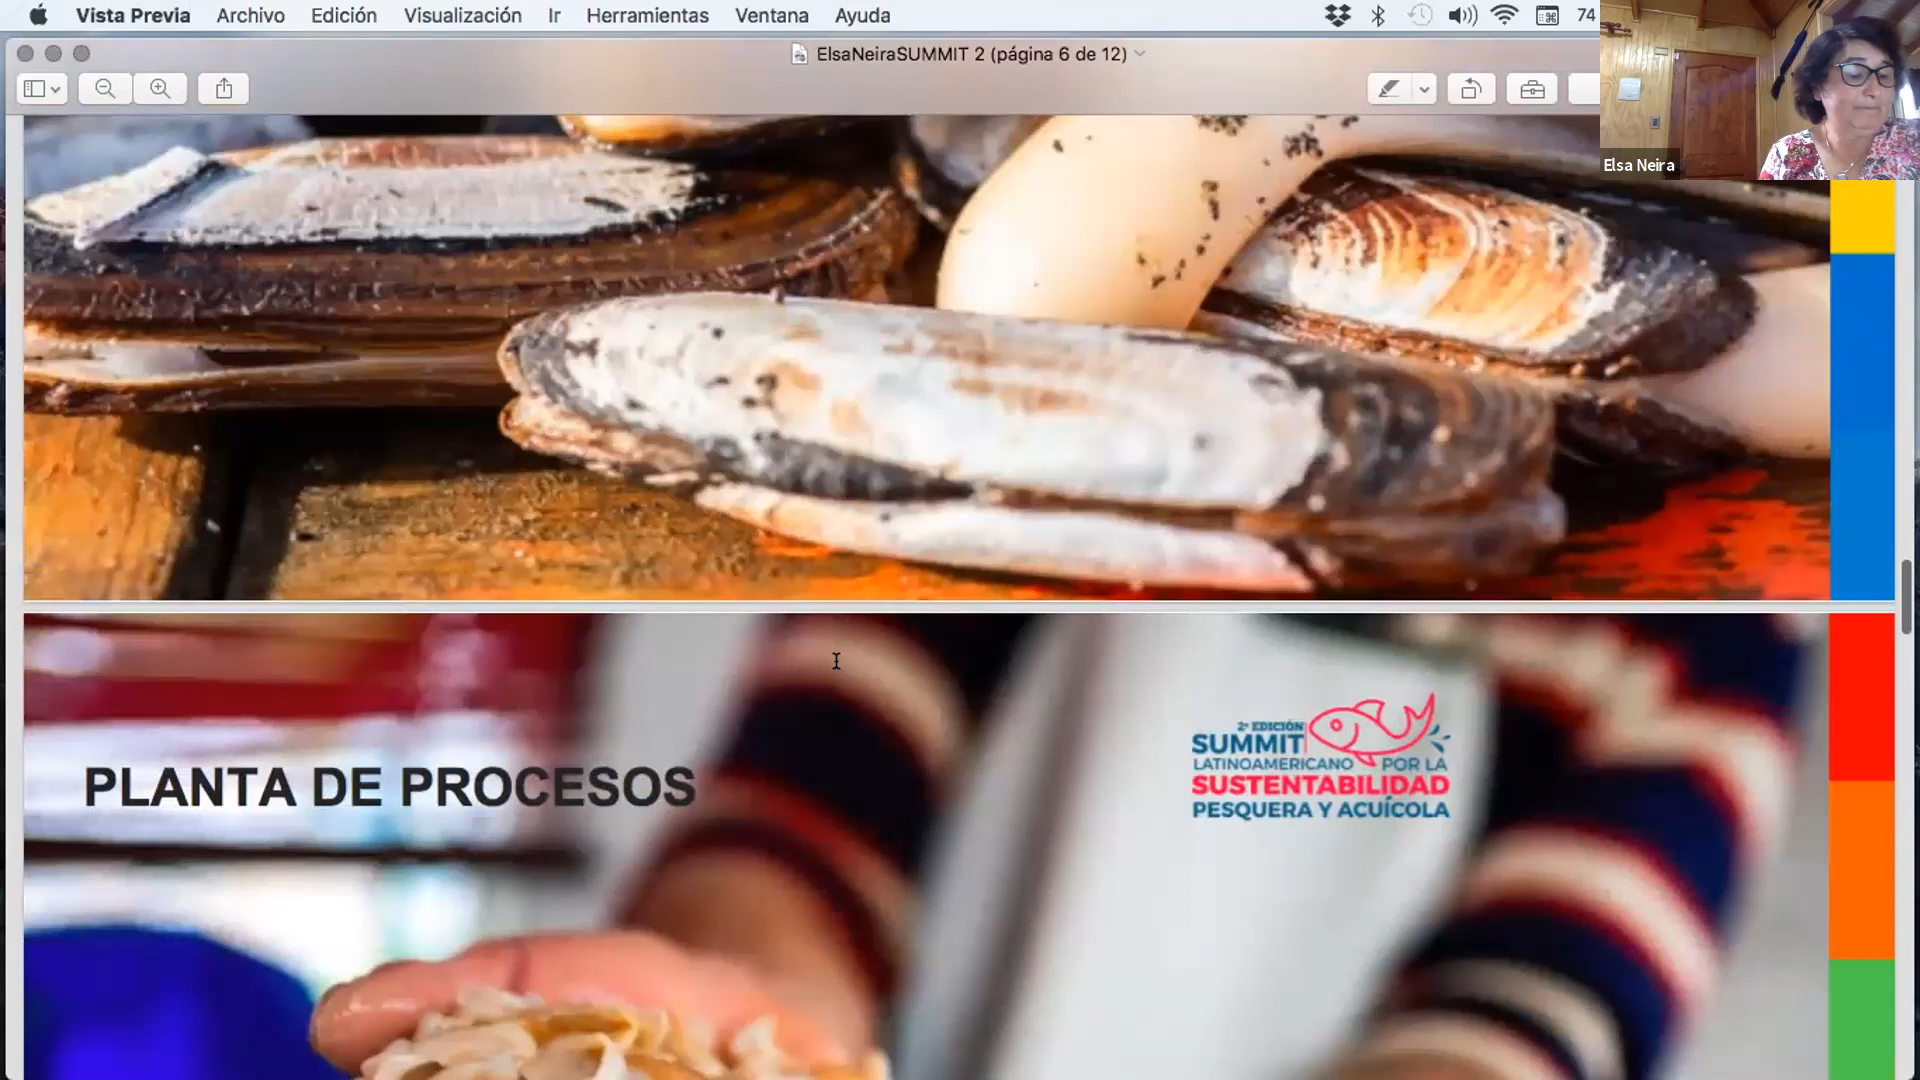 Vista Previa Archivo Edición Visualización Ir Herramientas Ventana Ayuda 74
ElsaNeiraSUMMIT 2 (página 6 de 12)
Elsa Neira
2ª EDICIÓN
SUMMIT
LATINOAMERICANO POR LA
SUSTENTABILIDAD
PESQUERA Y ACUÍCOLA
PLANTA DE PROCESOS